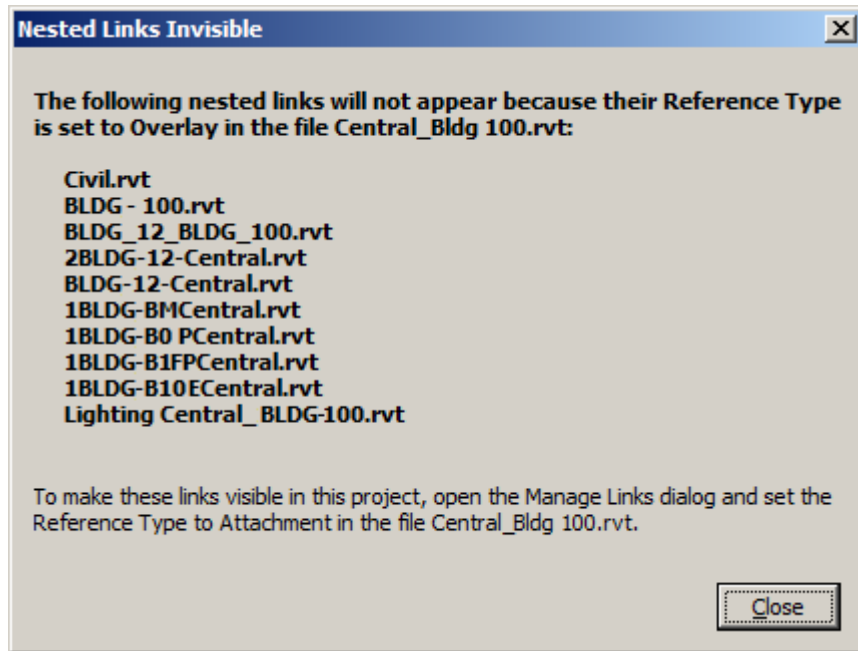 Nested Links Invisible
The following nested links will not appear because their Reference Type
is set to Overlay in the file Central_Bldg 100.rvt:
Civil.rvt
BLDG - 100.rvt
BLDG_12_BLDG_100.rvt
2BLDG-12-Central.rvt
BLDG-12-Central.rvt
1BLDG-BMCentral.rvt
1BLDG-B0 PCentral.rvt
1BLDG-B1FPCentral.rvt
1BLDG-B10ECentral.rvt
Lighting Central_ BLDG-100.rvt
To make these links visible in this project, open the Manage Links dialog and set the
Reference Type to Attachment in the file Central_Bldg 100.rvt.
Close